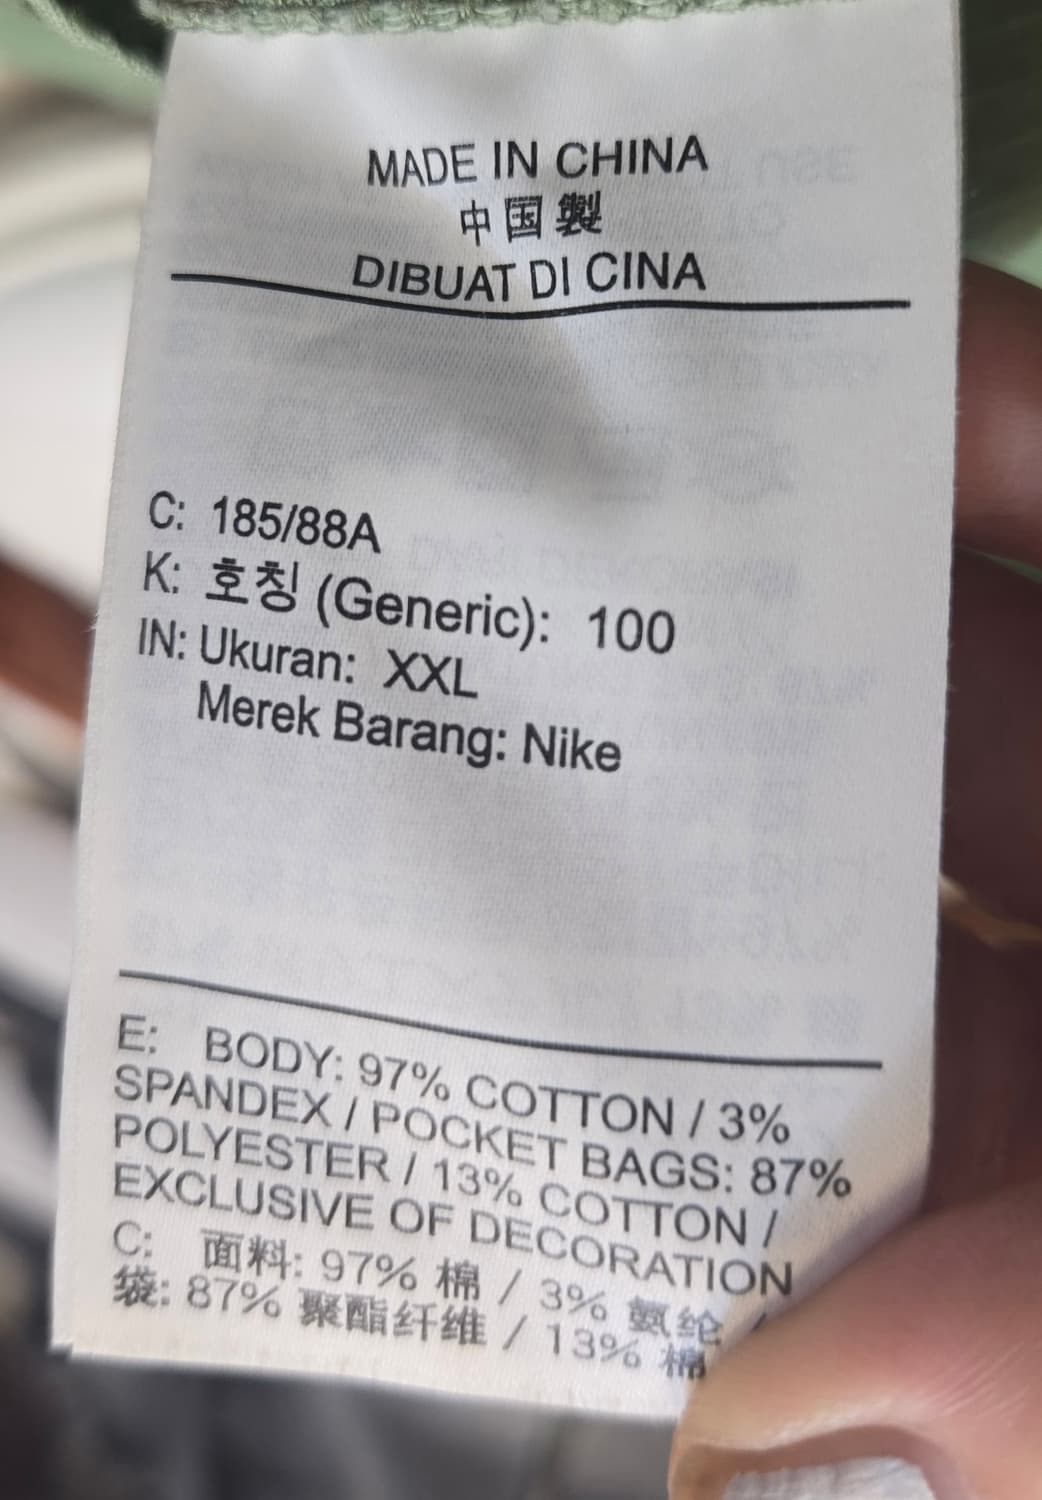 MADE IN CHINA
中国製
DIBUAT DI CINA
C: 185/88A
K: 호칭 (Generic): 100
IN: Ukuran: XXL
Merek Barang: Nike
E: BODY: 97% COTTON / 3%
SPANDEX / POCKET BAGS: 87%
POLYESTER / 13% COTTON /
EXCLUSIVE OF DECORATION
C: 面料: 97% 棉 / 3% 氨纶 /
袋: 87% 聚酯纤维 / 13% 棉